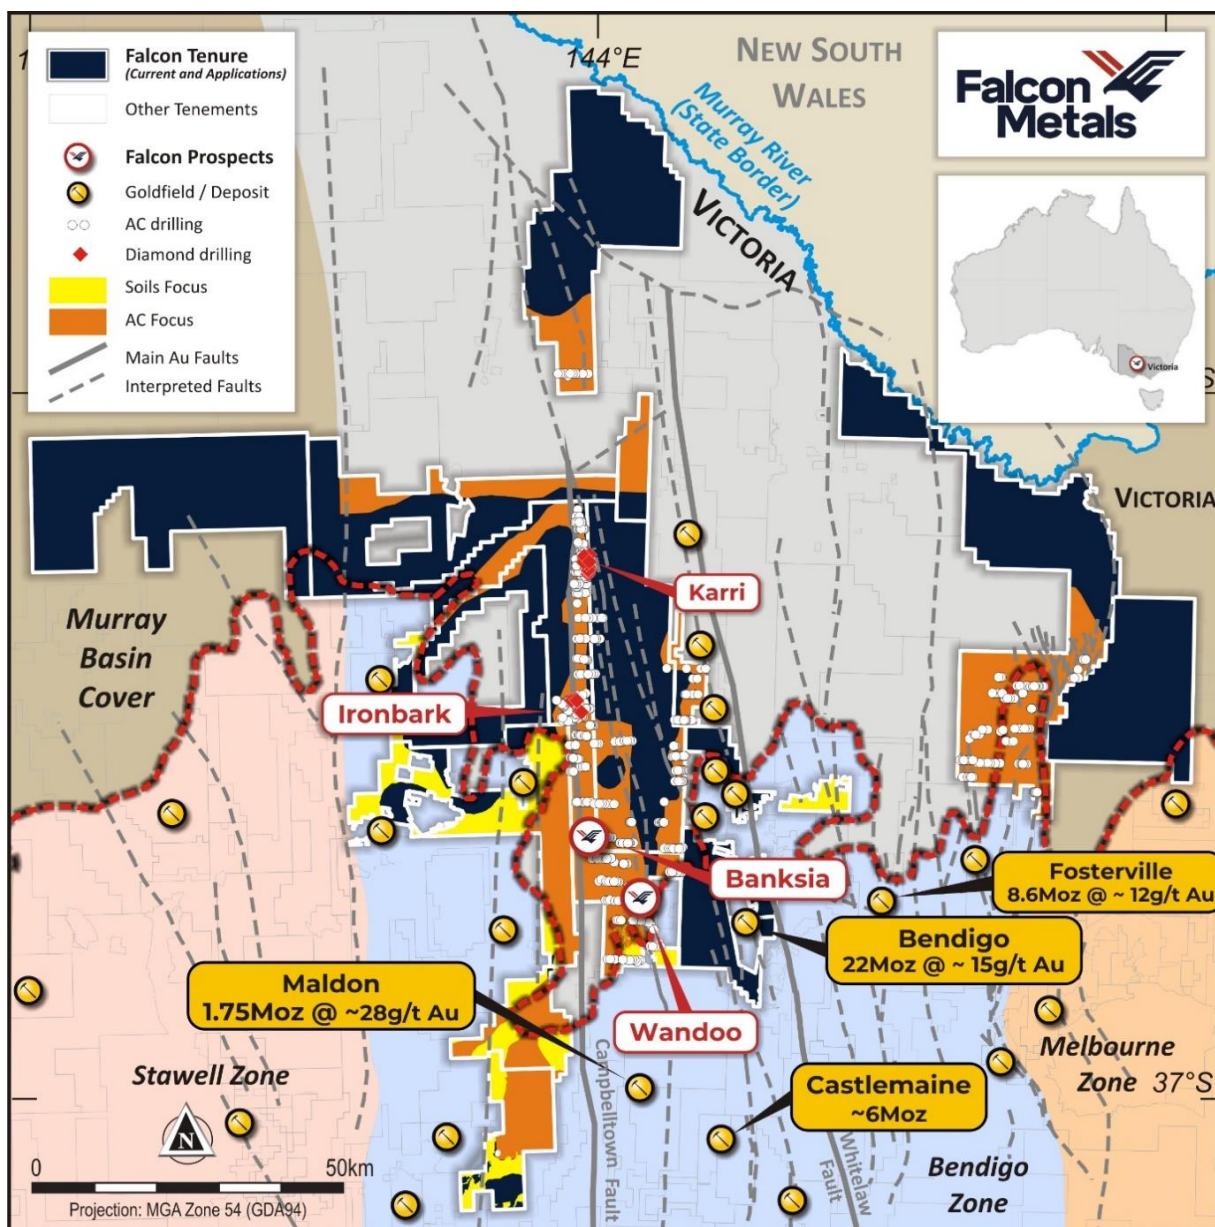 Falcon Tenure
(Current and Applications)
Other Tenements
Falcon Prospects
Goldfield / Deposit
AC drilling
Diamond drilling
Soils Focus
AC Focus
Main Au Faults
Interpreted Faults
144°E
NEW SOUTH
WALES
Murray River
(State Border)
VICTORIA
Falcon
Metals
Victoria
S
VICTORIA
Murray
Basin
Cover
Karri
Ironbark
Banksia
Fosterville
8.6Moz @ ~ 12g/t Au
Bendigo
22Moz @ ~ 15g/t Au
Maldon
1.75Moz @ ~28g/t Au
Wandoo
Castlemaine
~6Moz
Stawell Zone
Melbourne
Zone
37°S
Campbelltown Fault
Whitelaw
Fault
Bendigo
Zone
N
0
50km
Projection: MGA Zone 54 (GDA94)